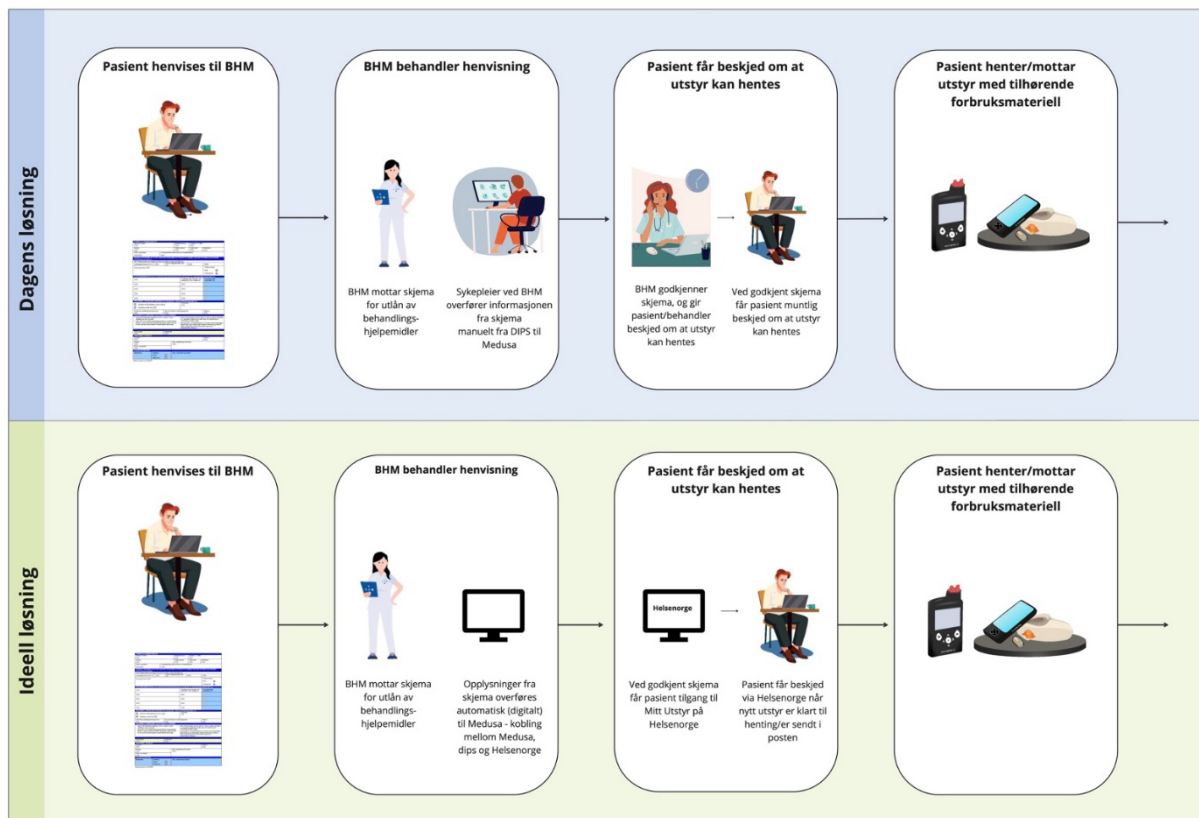 Dagens løsning
Pasient henvises til BHM
BHM behandler henvisning
BHM mottar skjema
for utlån av
behandlings-
hjelpemidler
Sykepleier ved BHM
overfører informasjonen
fra skjema
manuelt fra DIPS til
Medusa
Pasient får beskjed om at
utstyr kan hentes
BHM godkjenner
skjema, og gir
pasient/behandler
beskjed om at utstyr
kan hentes
Ved godkjent skjema
får pasient muntlig
beskjed om at utstyr
kan hentes
Pasient henter/mottar
utstyr med tilhørende
forbruksmateriell
Ideell løsning
Pasient henvises til BHM
BHM behandler henvisning
BHM mottar skjema
for utlån av
behandlings-
hjelpemidler
Opplysninger fra
skjema overføres
automatisk (digitalt)
til Medusa - kobling
mellom Medusa,
dips og Helsenorge
Pasient får beskjed om at
utstyr kan hentes
Helsenorge
Ved godkjent skjema
får pasient tilgang til
Mitt Utstyr på
Helsenorge
Pasient får beskjed
via Helsenorge når
nytt utstyr er klart til
henting/er sendt i
posten
Pasient henter/mottar
utstyr med tilhørende
forbruksmateriell